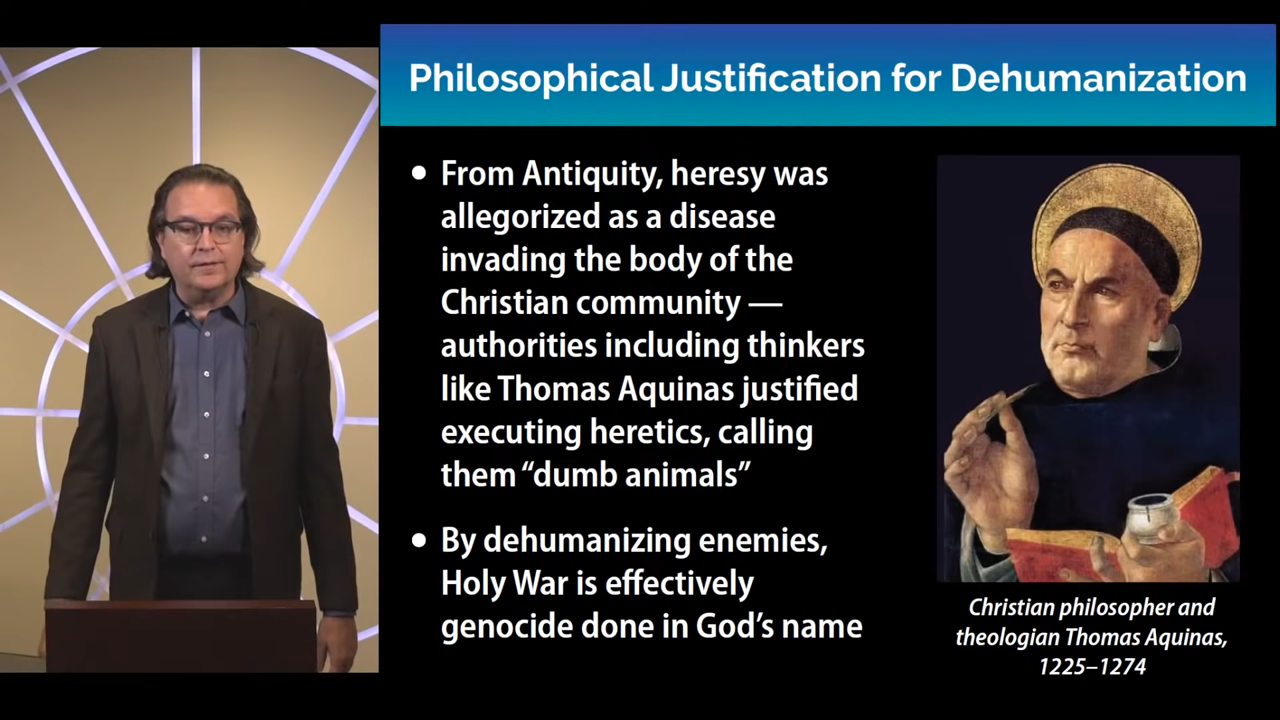 Philosophical Justification for Dehumanization
• From Antiquity, heresy was
allegorized as a disease
invading the body of the
Christian community —
authorities including thinkers
like Thomas Aquinas justified
executing heretics, calling
them “dumb animals”
• By dehumanizing enemies,
Holy War is effectively
genocide done in God’s name
Christian philosopher and
theologian Thomas Aquinas,
1225–1274